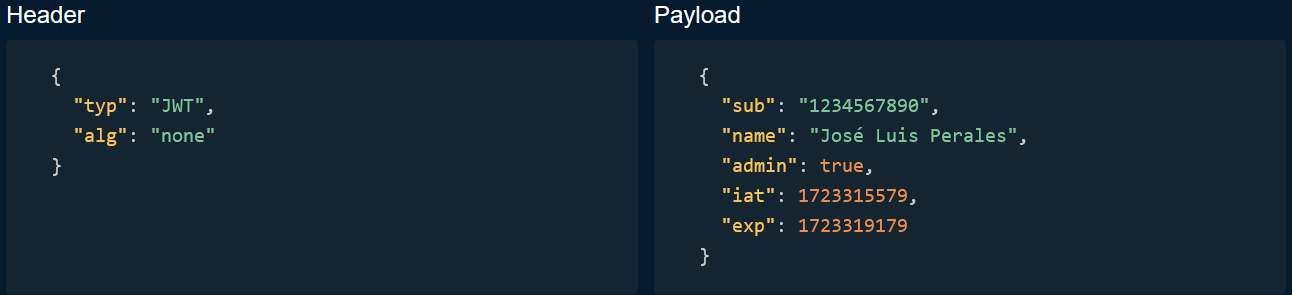 Header
{
"typ": "JWT",
"alg": "none"
}
Payload
{
"sub": "1234567890",
"name": "José Luis Perales",
"admin": true,
"iat": 1723315579,
"exp": 1723319179
}